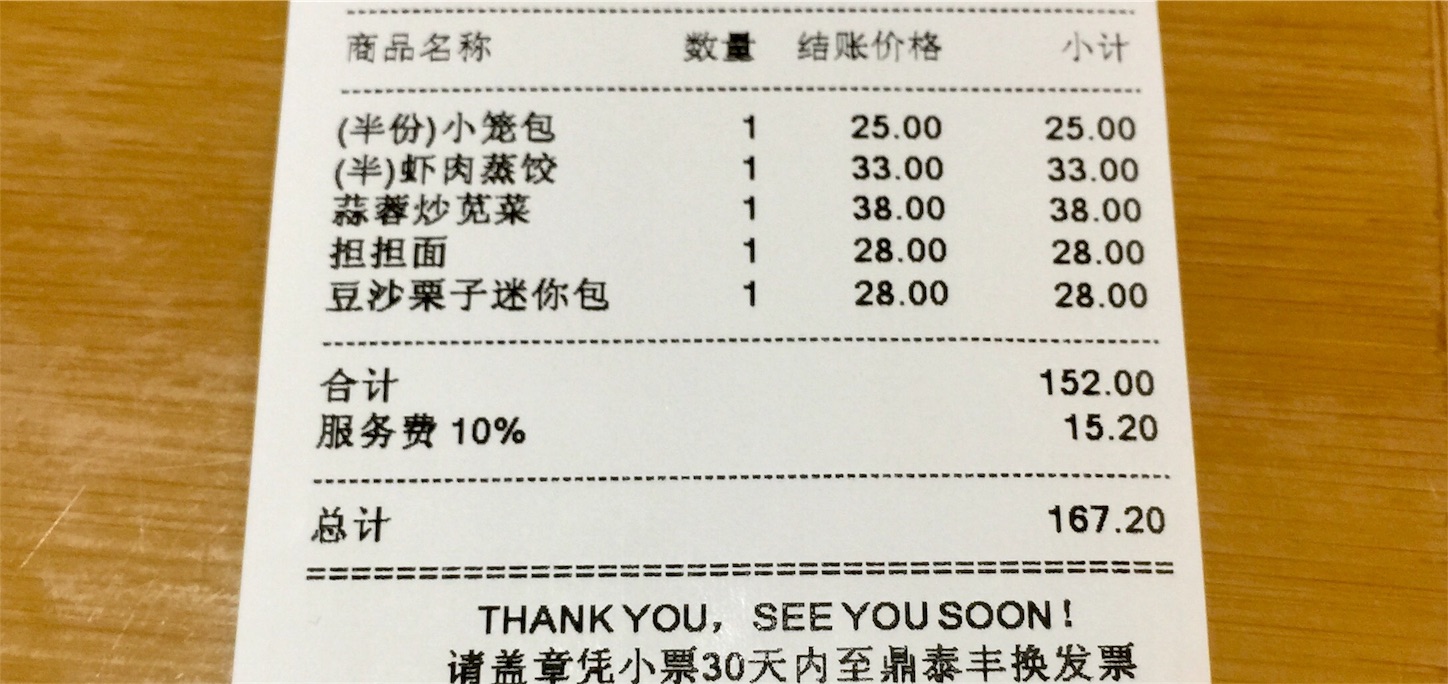 商品名称 数量 结账价格 小计
(半份)小笼包 1 25.00 25.00
(半)虾肉蒸饺 1 33.00 33.00
蒜蓉炒苋菜 1 38.00 38.00
担担面 1 28.00 28.00
豆沙栗子迷你包 1 28.00 28.00
合计 152.00
服务费 10% 15.20
总计 167.20
THANK YOU，SEE YOU SOON！
请盖章凭小票30天内至鼎泰丰换发票